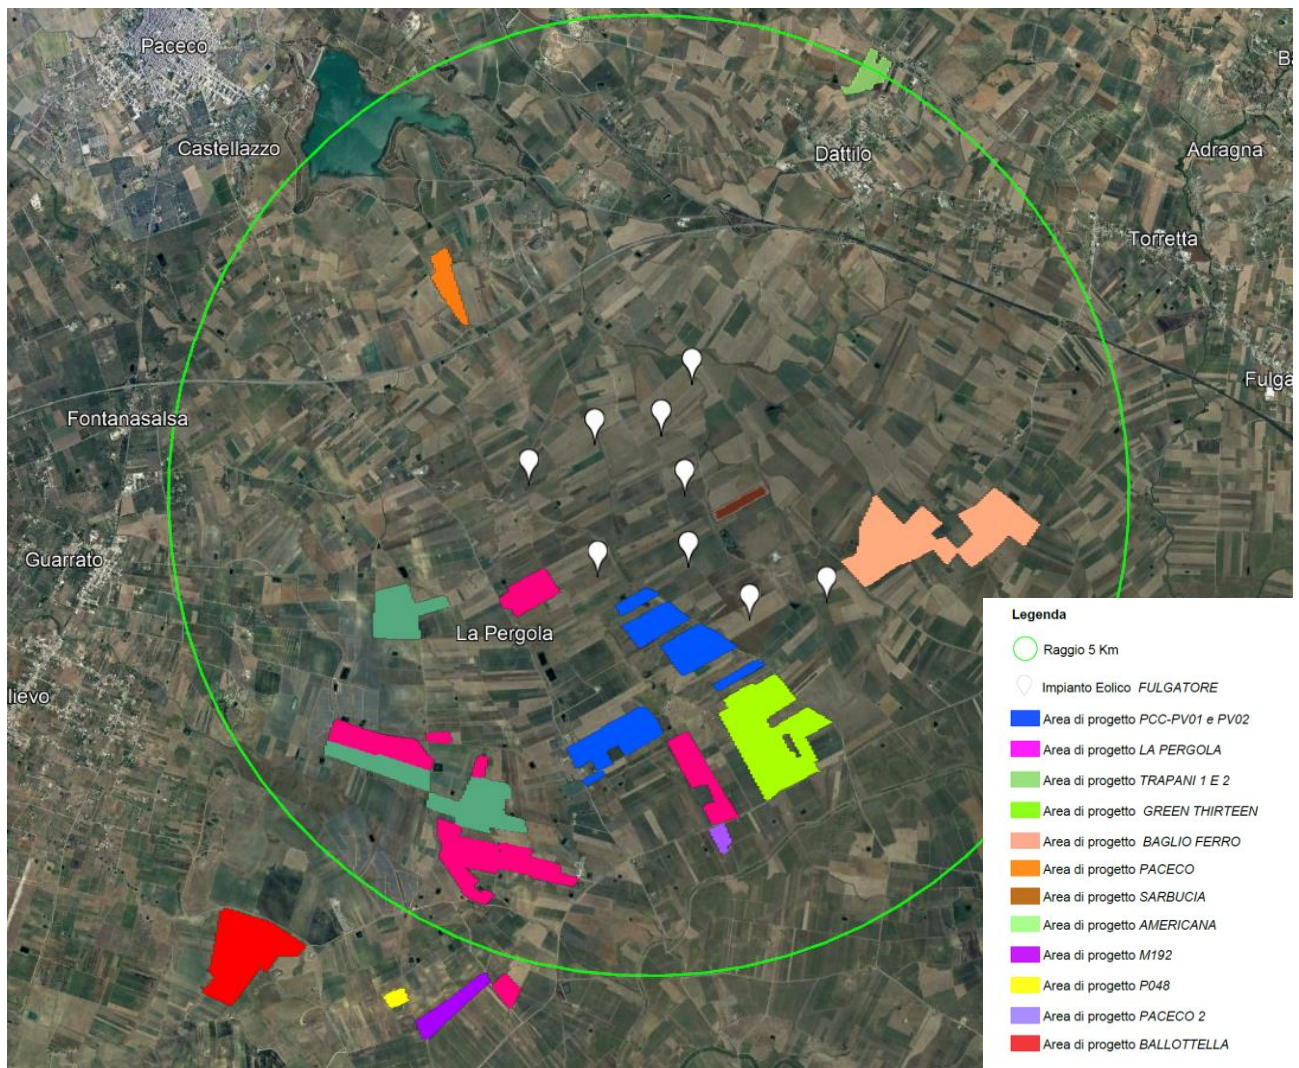 Paceco
Ba
Castellazzo
Dattilo
Adragna
Torretta
Fulga
Fontanasalsa
Guarrato
La Pergola
lievo
Legenda
Raggio 5 Km
Impianto Eolico FULGATORE
Area di progetto PCC-PV01 e PV02
Area di progetto LA PERGOLA
Area di progetto TRAPANI 1 E 2
Area di progetto GREEN THIRTEEN
Area di progetto BAGLIO FERRO
Area di progetto PACECO
Area di progetto SARBUCIA
Area di progetto AMERICANA
Area di progetto M192
Area di progetto P048
Area di progetto PACECO 2
Area di progetto BALLOTTELLA